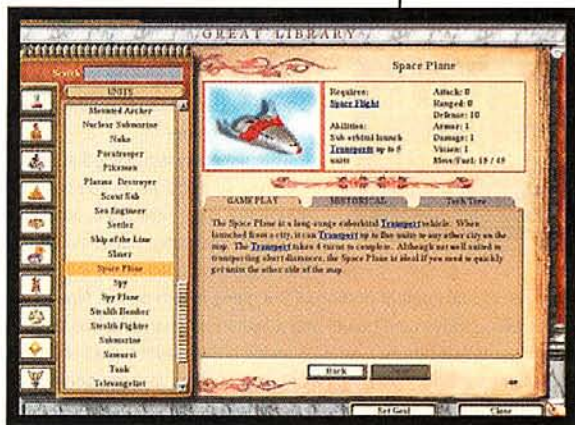 GREAT LIBRARY
Search
UNITS
Mounted Archer
Nuclear Submarine
Nuke
Paratrooper
Pikemen
Plasma Destroyer
Scout Sub
Sea Engineer
Settler
Ship of the Line
Slaver
Space Plane
Spy
Spy Plane
Stealth Bomber
Stealth Fighter
Submarine
Samurai
Tank
Televangelist
Space Plane
Requires:
Space Flight
Abilities:
Sub orbital launch
Transports up to 5
units
Attack: 0
Ranged: 0
Defense: 10
Armor: 1
Damage: 1
Vision: 1
Move/Fuel:
GAME PLAY
HISTORICAL
Tech Tree
The Space Plane is a long range suborbital Transport vehicle. When
launched from a city, it can Transport up to five units to any other city on the
map. The Transport takes 4 turns to complete. Although not well suited to
transporting short distances, the Space Plane is ideal if you need to quickly
get units the other side of the map.
Back
Set Goal
Close